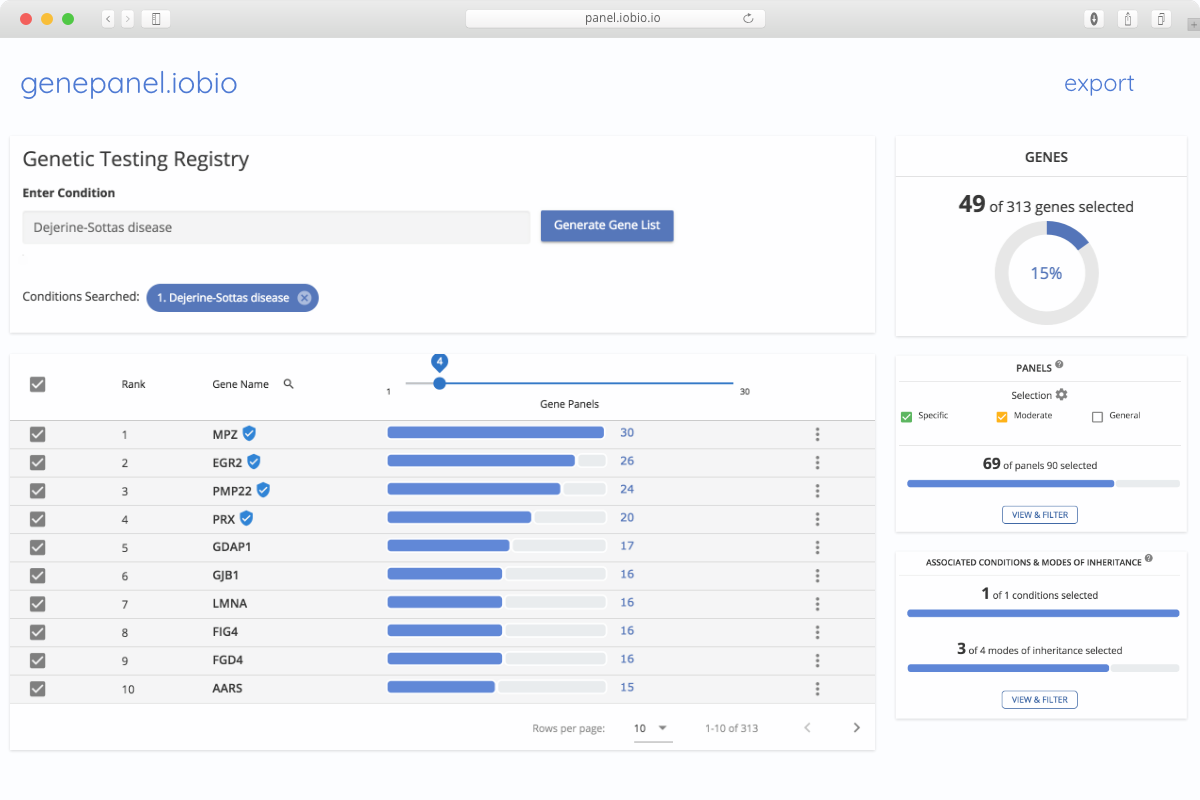 panel.iobio.io
genepanel.iobio
export
Genetic Testing Registry
Enter Condition
Dejerine-Sottas disease
Generate Gene List
Conditions Searched:
1. Dejerine-Sottas disease
Rank
Gene Name
4
1
30
Gene Panels
1 MPZ 30
2 EGR2 26
3 PMP22 24
4 PRX 20
5 GDAP1 17
6 GJB1 16
7 LMNA 16
8 FIG4 16
9 FGD4 16
10 AARS 15
Rows per page: 10 1-10 of 313
GENES
49 of 313 genes selected
15%
PANELS ?
Selection
Specific Moderate General
69 of panels 90 selected
VIEW & FILTER
ASSOCIATED CONDITIONS & MODES OF INHERITANCE ?
1 of 1 conditions selected
3 of 4 modes of inheritance selected
VIEW & FILTER